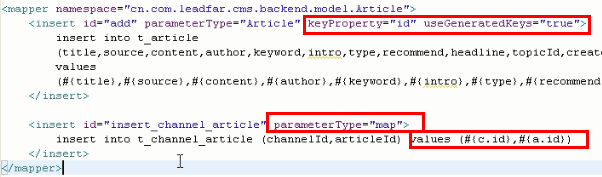 <mapper namespace="cn.com.leadfar.cms.backend.model.Article">
<insert id="add" parameterType="Article" keyProperty="id" useGeneratedKeys="true">
insert into t_article
(title,source,content,author,keyword,intro,type,recommend,headline,topicId,create
values
(#{title},#{source},#{content},#{author},#{keyword},#{intro},#{type},#{recommend
</insert>
<insert id="insert_channel_article" parameterType="map">
insert into t_channel_article (channelId,articleId) values (#{c.id},#{a.id})
</insert>
</mapper>